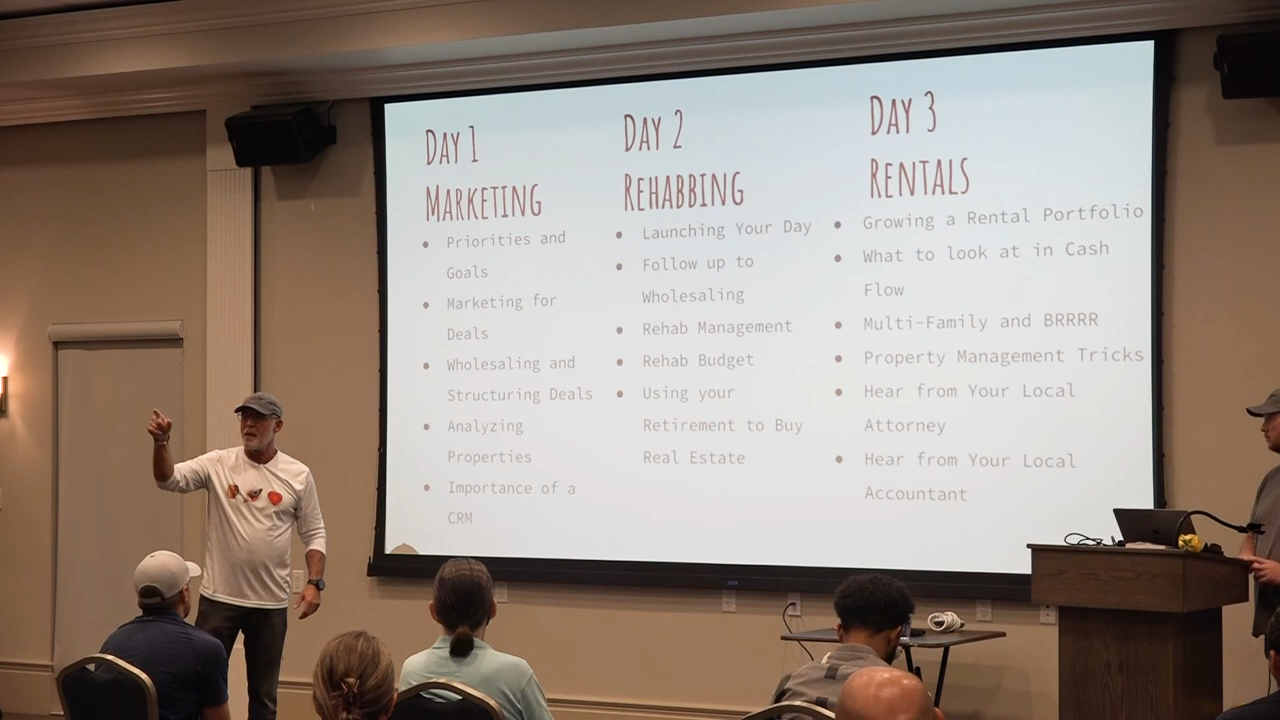 DAY 1
MARKETING
• Priorities and
Goals
• Marketing for
Deals
• Wholesaling and
Structuring Deals
• Analyzing
Properties
• Importance of a
CRM
DAY 2
REHABBING
• Launching Your Day
• Follow up to
Wholesaling
• Rehab Management
• Rehab Budget
• Using your
Retirement to Buy
Real Estate
DAY 3
RENTALS
• Growing a Rental Portfolio
• What to look at in Cash
Flow
• Multi-Family and BRRRR
• Property Management Tricks
• Hear from Your Local
Attorney
• Hear from Your Local
Accountant